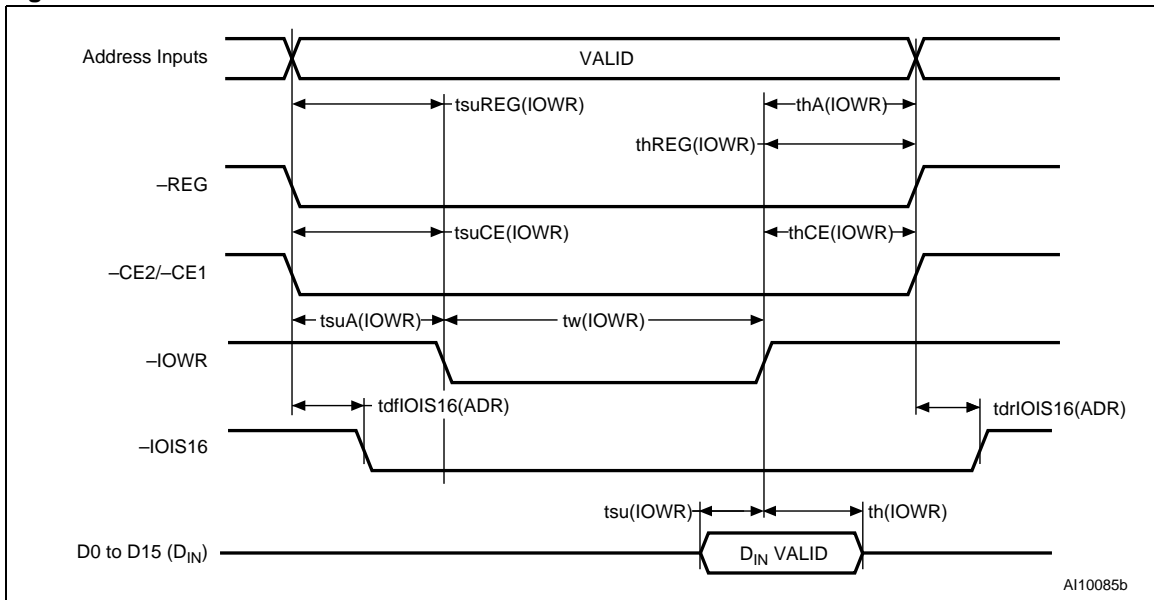 Address Inputs
VALID
tsuREG(IOWR)
thA(IOWR)
thREG(IOWR)
–REG
tsuCE(IOWR)
thCE(IOWR)
–CE2/–CE1
tsuA(IOWR)
tw(IOWR)
–IOWR
tdfIOIS16(ADR)
tdrIOIS16(ADR)
–IOIS16
tsu(IOWR)
th(IOWR)
D0 to D15 (DIN)
DIN VALID
AI10085b